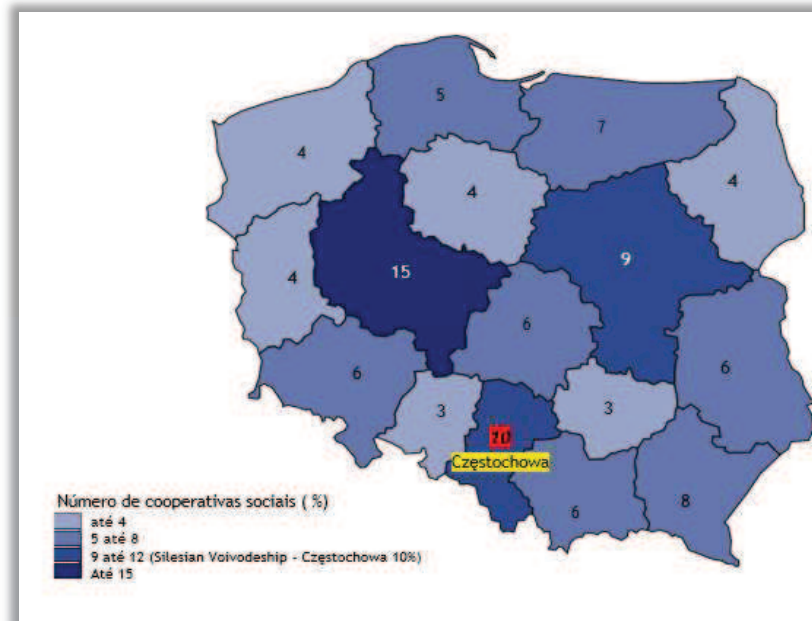 5
7
4
4
4
9
15
4
6
6
6
3
3
10
Częstochowa
8
6
Número de cooperativas sociais ( %)
até 4
5 até 8
9 até 12 (Silesian Voivodeship - Częstochowa 10%)
Até 15